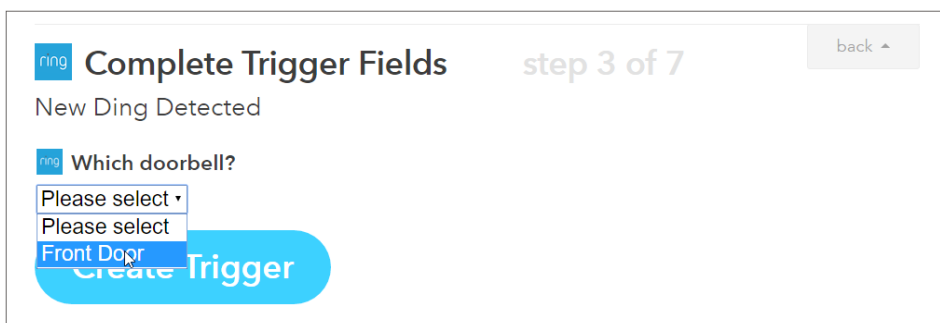 ring Complete Trigger Fields step 3 of 7 back
New Ding Detected
ring Which doorbell?
Please select
Please select
Front Door
Create Trigger